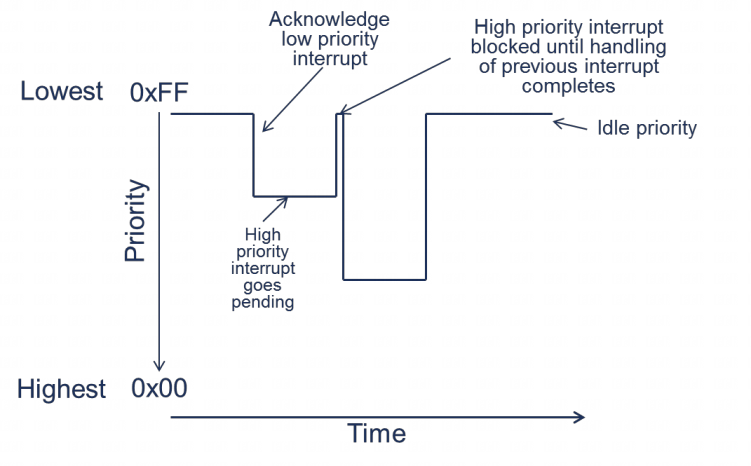 Acknowledge
low priority
interrupt
High priority interrupt
blocked until handling
of previous interrupt
completes
Lowest 0xFF
Idle priority
Priority
High
priority
interrupt
goes
pending
Highest 0x00
Time